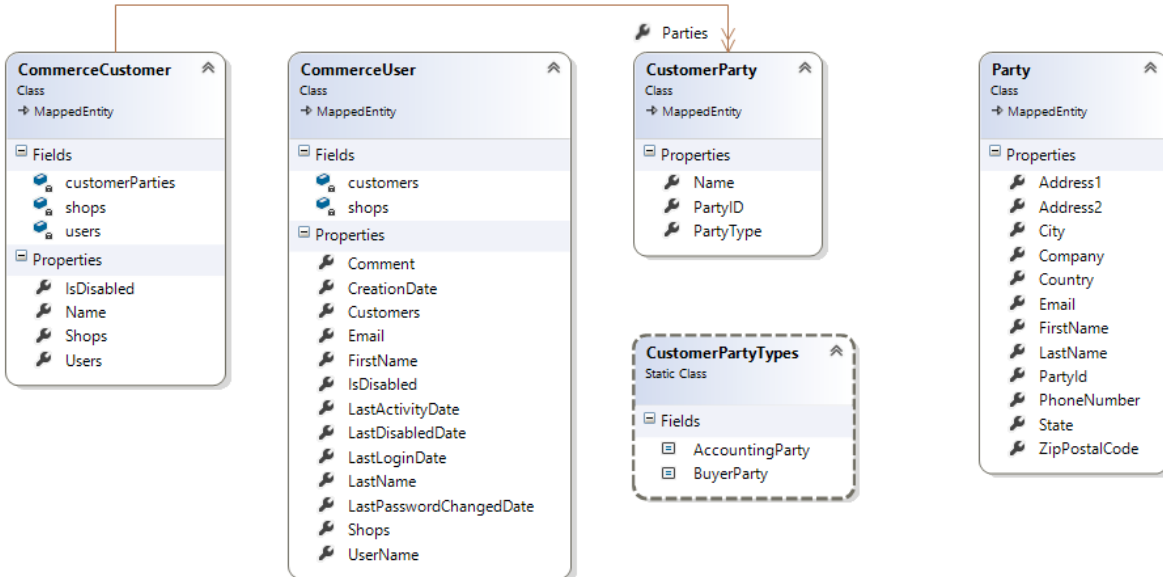 Parties
CommerceCustomer
Class
MappedEntity
Fields
customerParties
shops
users
Properties
IsDisabled
Name
Shops
Users
CommerceUser
Class
MappedEntity
Fields
customers
shops
Properties
Comment
CreationDate
Customers
Email
FirstName
IsDisabled
LastActivityDate
LastDisabledDate
LastLoginDate
LastName
LastPasswordChangedDate
Shops
UserName
CustomerParty
Class
MappedEntity
Properties
Name
PartyID
PartyType
CustomerPartyTypes
Static Class
Fields
AccountingParty
BuyerParty
Party
Class
MappedEntity
Properties
Address1
Address2
City
Company
Country
Email
FirstName
LastName
PartyId
PhoneNumber
State
ZipPostalCode